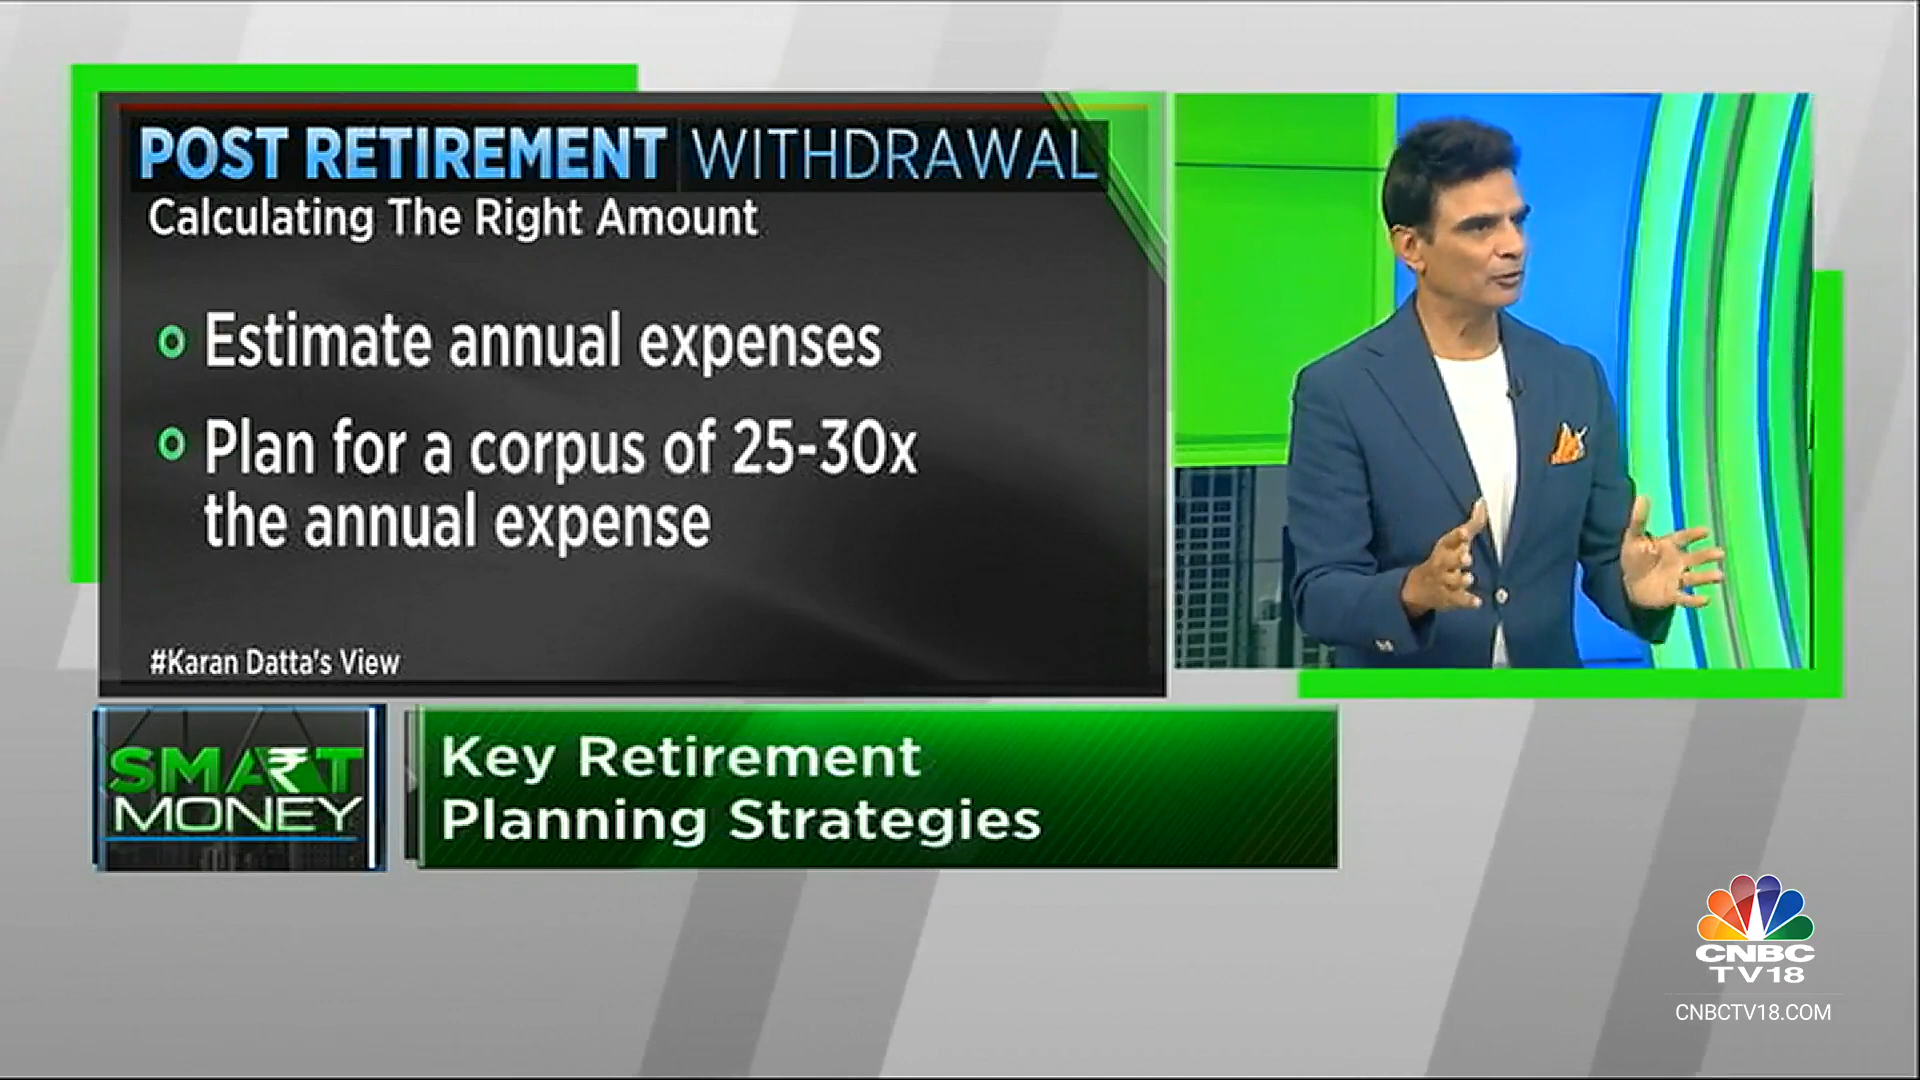 POST RETIREMENT WITHDRAWAL
Calculating The Right Amount
Estimate annual expenses
Plan for a corpus of 25-30x
the annual expense
#Karan Datta's View
SMA₹T
MONEY
Key Retirement
Planning Strategies
CNBC
TV18
CNBCTV18.COM